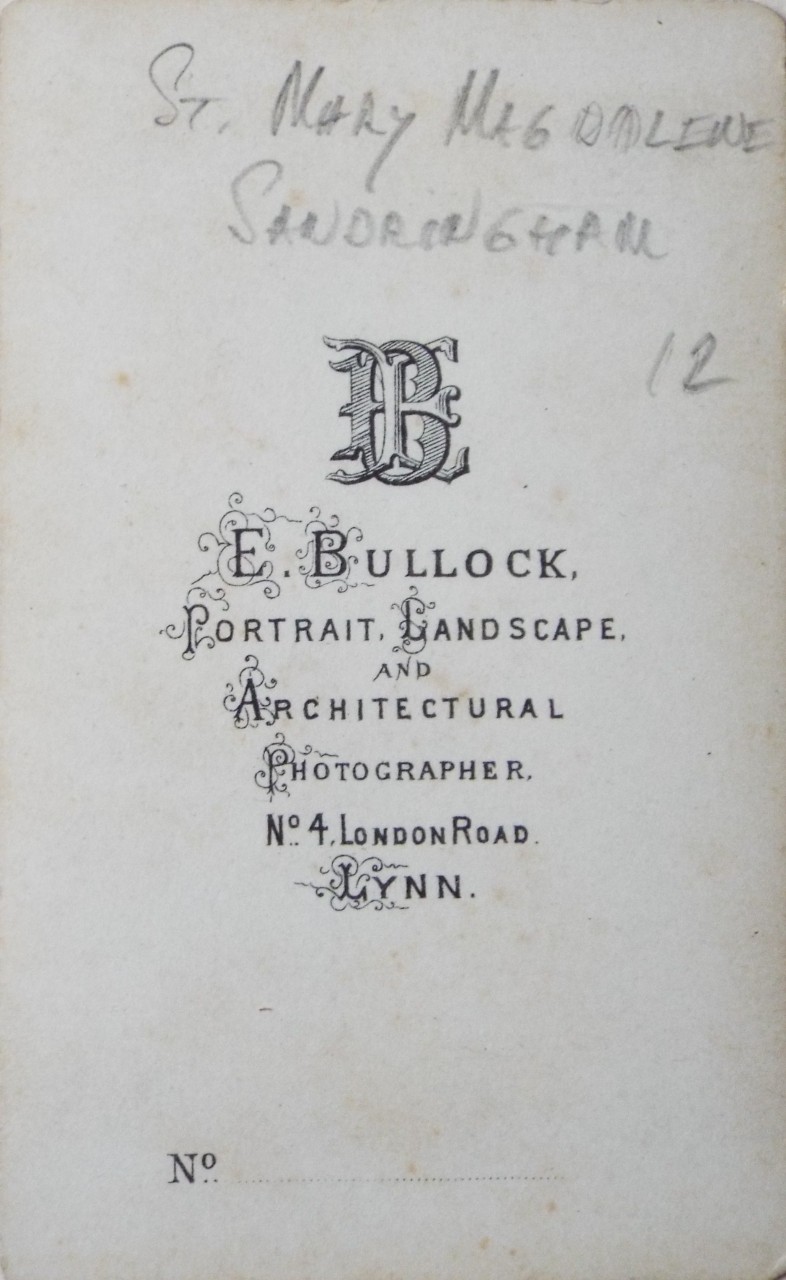 St. Mary Magdalene
Sandringham
12
EB
E. BULLOCK,
PORTRAIT, LANDSCAPE,
AND
ARCHITECTURAL
PHOTOGRAPHER,
No. 4, LONDON ROAD.
LYNN.
No.